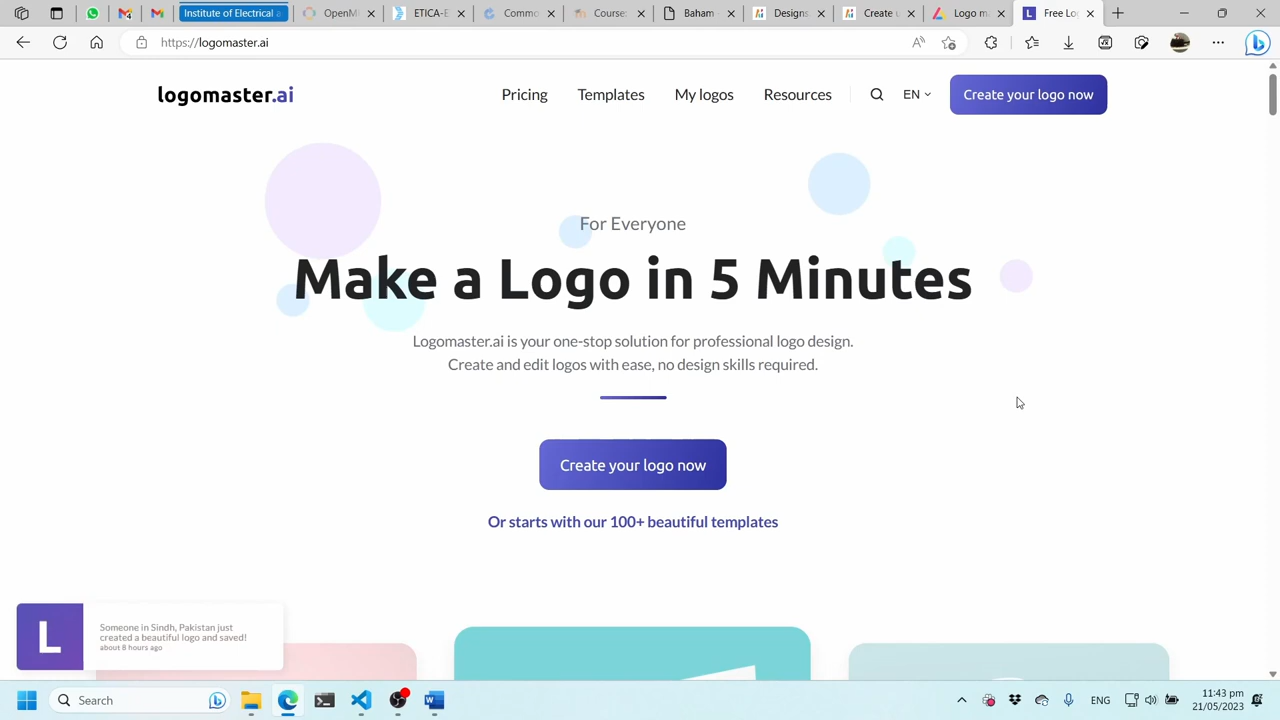 Institute of Electrical a
OpenM
ETICA-E
Commo
Course
Baham
Designs
Create u
Logo M
Free Lo
https://logomaster.ai
logomaster.ai
Pricing
Templates
My logos
Resources
EN
Create your logo now
For Everyone
Make a Logo in 5 Minutes
Logomaster.ai is your one-stop solution for professional logo design.
Create and edit logos with ease, no design skills required.
Create your logo now
Or starts with our 100+ beautiful templates
L
Someone in Sindh, Pakistan just
created a beautiful logo and saved!
about 8 hours ago
Search
ENG
11:43 pm
21/05/2023